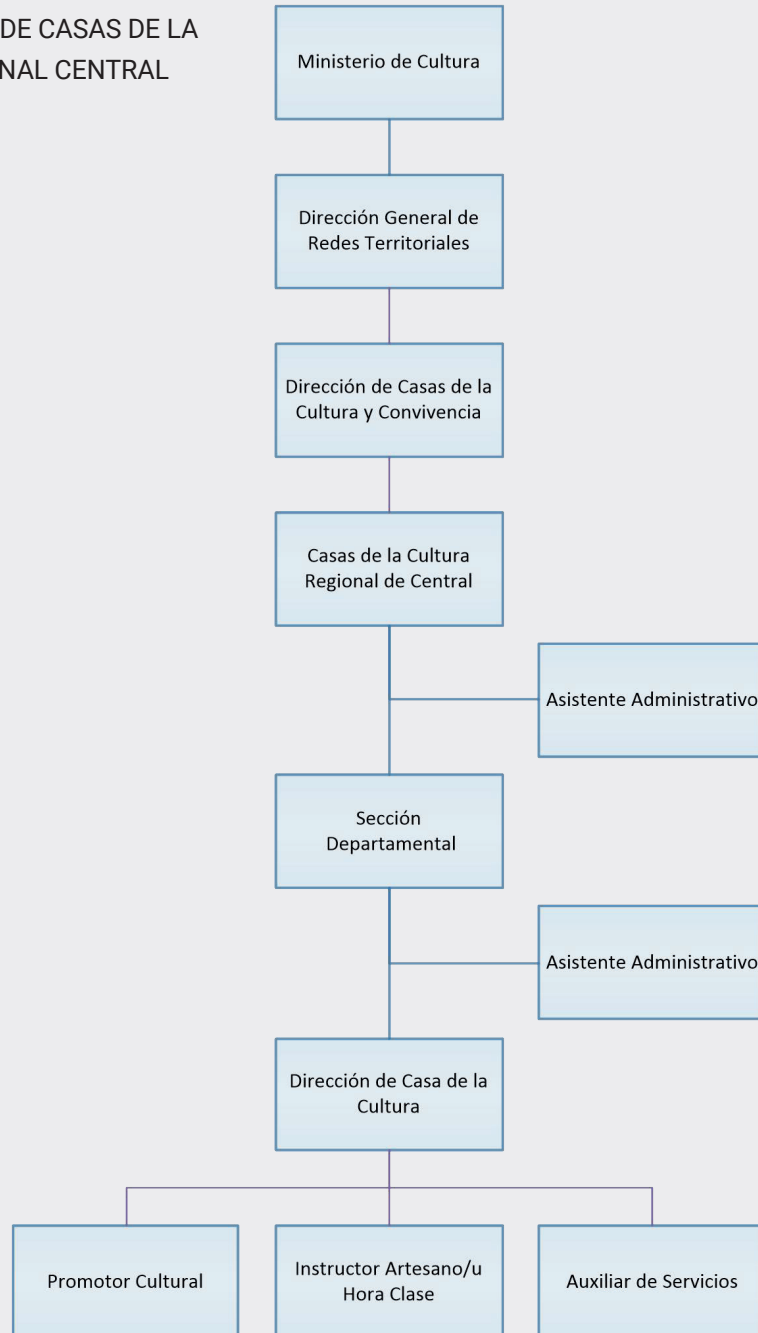 DE CASAS DE LA
NAL CENTRAL
Ministerio de Cultura
Dirección General de
Redes Territoriales
Dirección de Casas de la
Cultura y Convivencia
Casas de la Cultura
Regional de Central
Asistente Administrativo
Sección
Departamental
Asistente Administrativo
Dirección de Casa de la
Cultura
Promotor Cultural
Instructor Artesano/u
Hora Clase
Auxiliar de Servicios